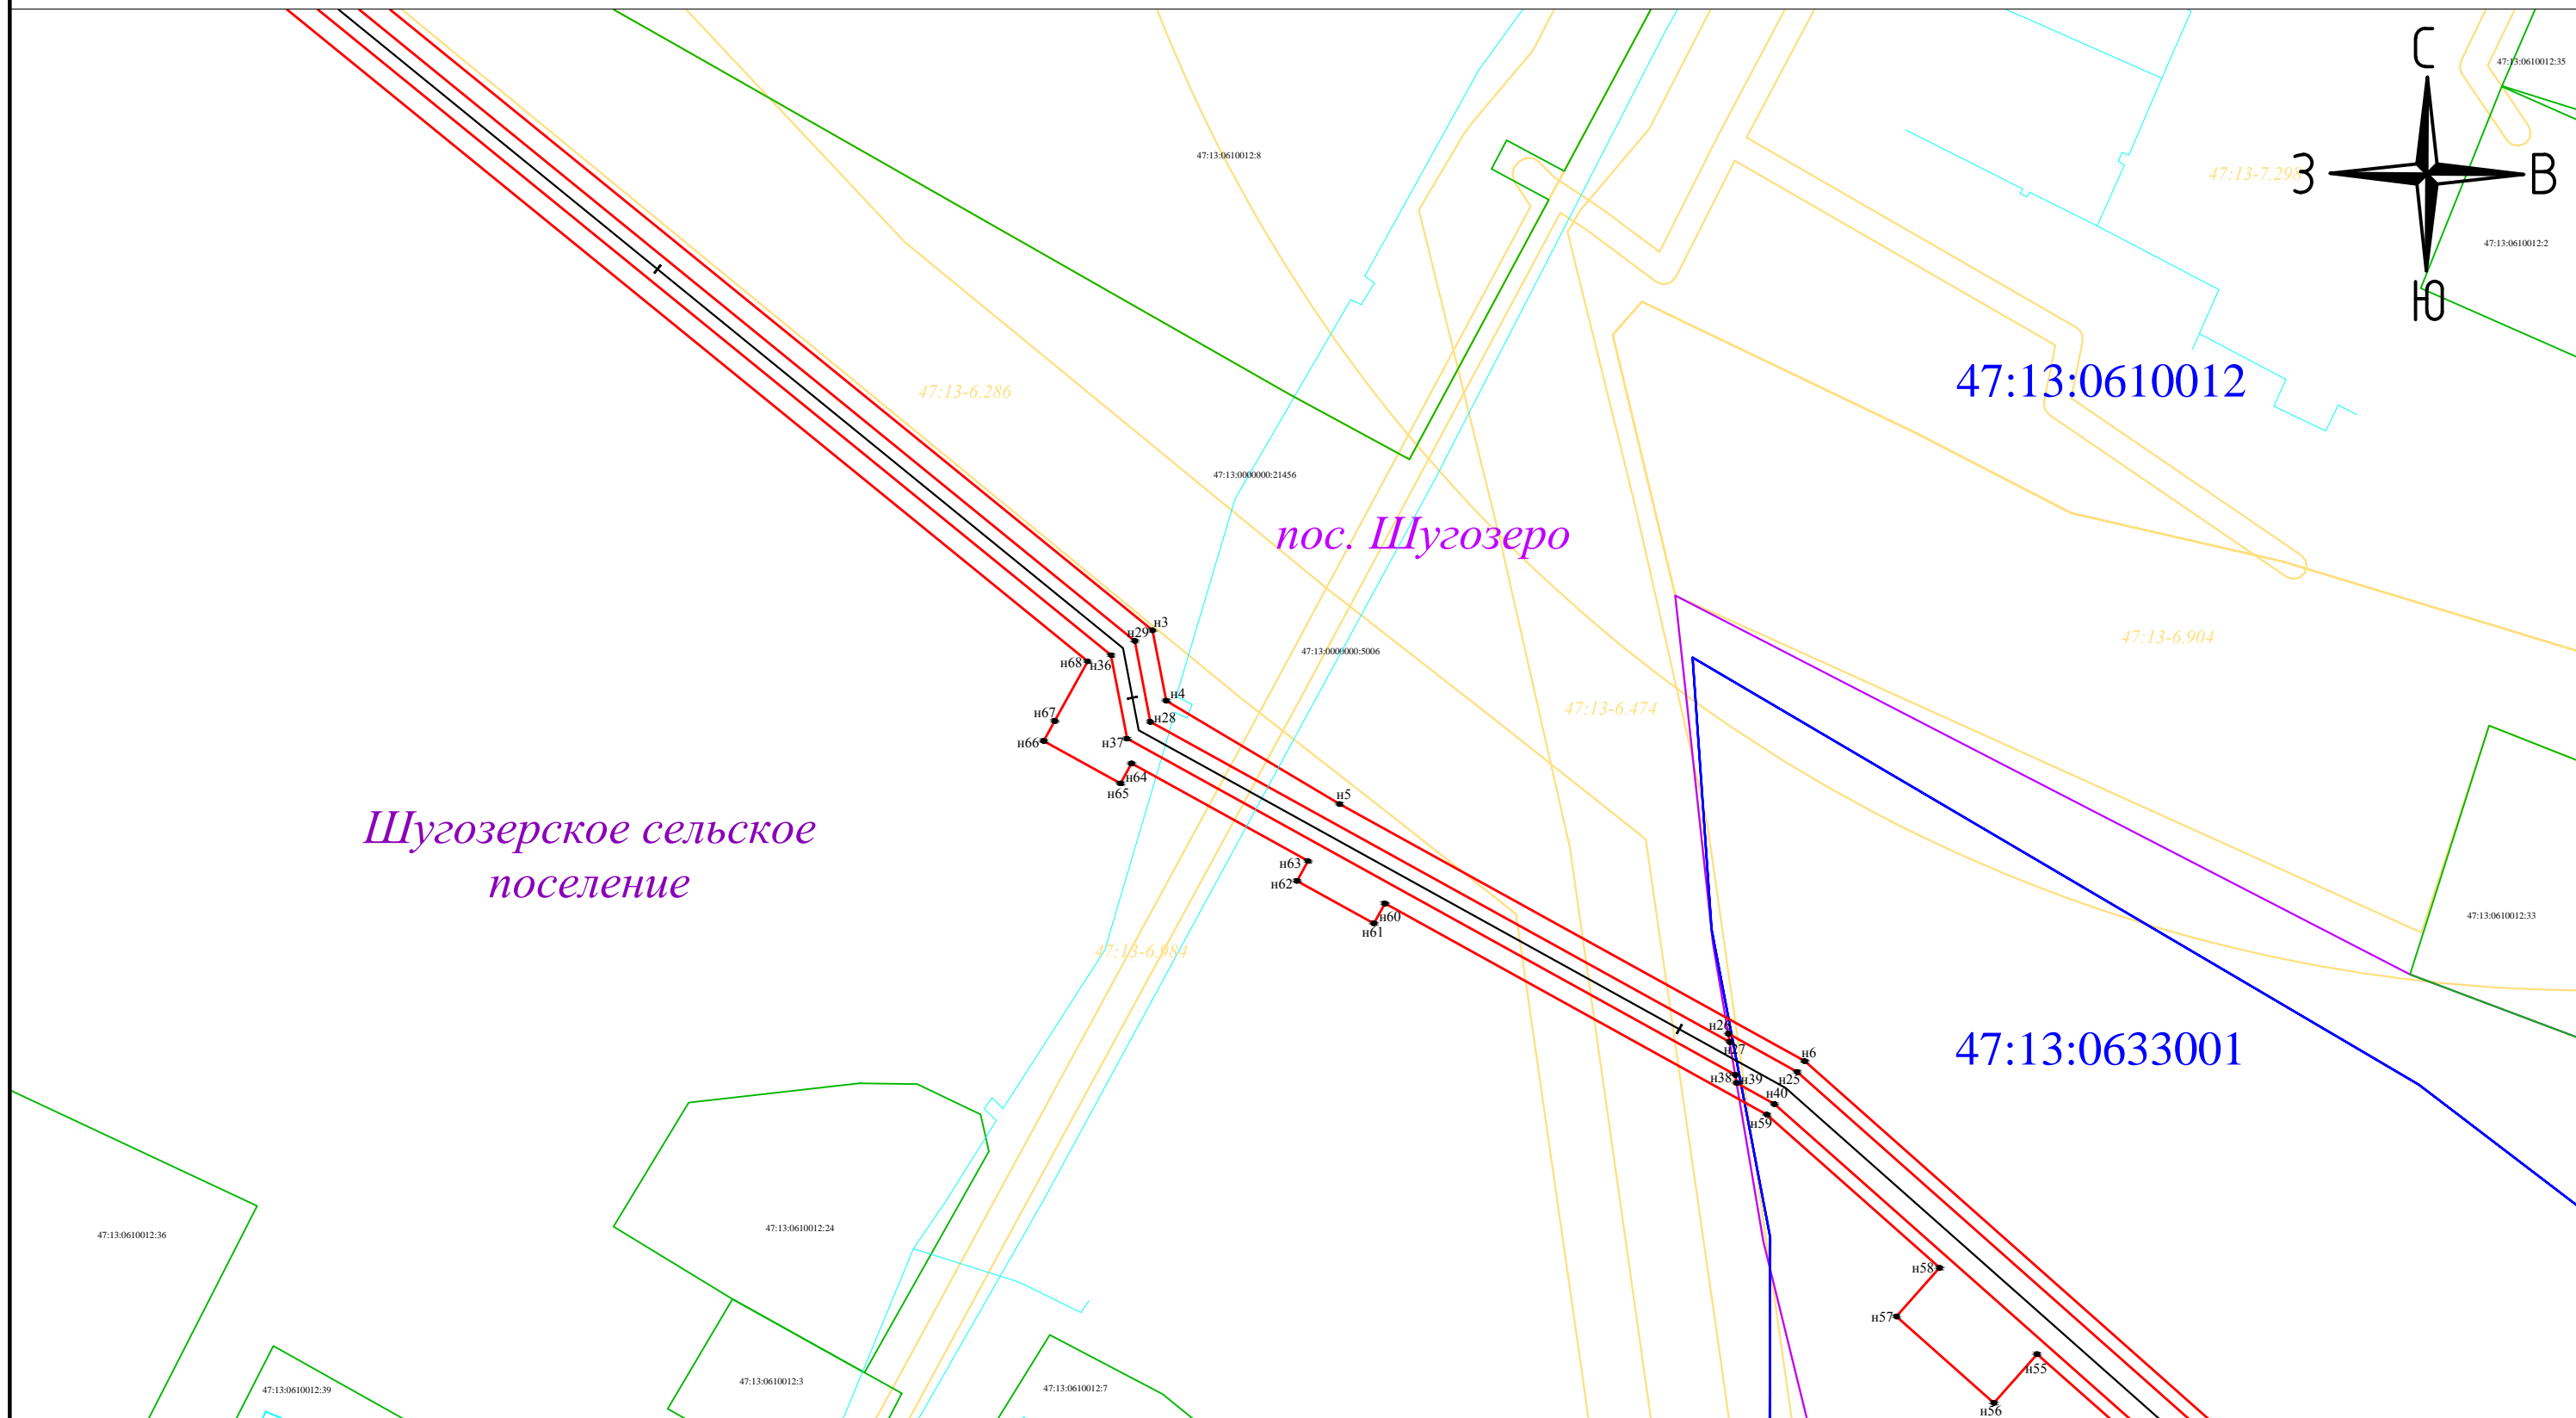 С
47:13:0610012:35
47:13:0610012:8
З
В
47:13-7.298
47:13:0610012:2
Ю
47:13:0610012
47:13-6.286
47:13:0000000:21456
пос. Шугозеро
н3
н29
47:13-6.904
47:13:0000000:5006
н68
н36
н4
47:13-6.474
н67
н28
н66
н37
н64
н65
н5
Шугозерское сельское
поселение
н63
н62
н60
н61
47:13:0610012:33
47:13-6.984
н26
н27
47:13:0633001
н6
н38
н39
н25
н40
н59
47:13:0610012:24
47:13:0610012:36
н58
н57
н55
47:13:0610012:3
47:13:0610012:7
47:13:0610012:39
н56